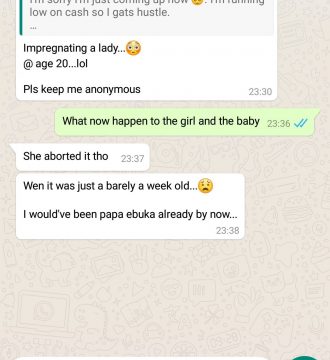 I'm sorry I'm just coming up now 😢. I'm running
low on cash so I gats hustle.
...
Impregnating a lady...😳
@ age 20...lol
Pls keep me anonymous
23:30
What now happen to the girl and the baby
23:36
She aborted it tho
23:37
Wen it was just a barely a week old...😧
I would've been papa ebuka already by now...
23:38